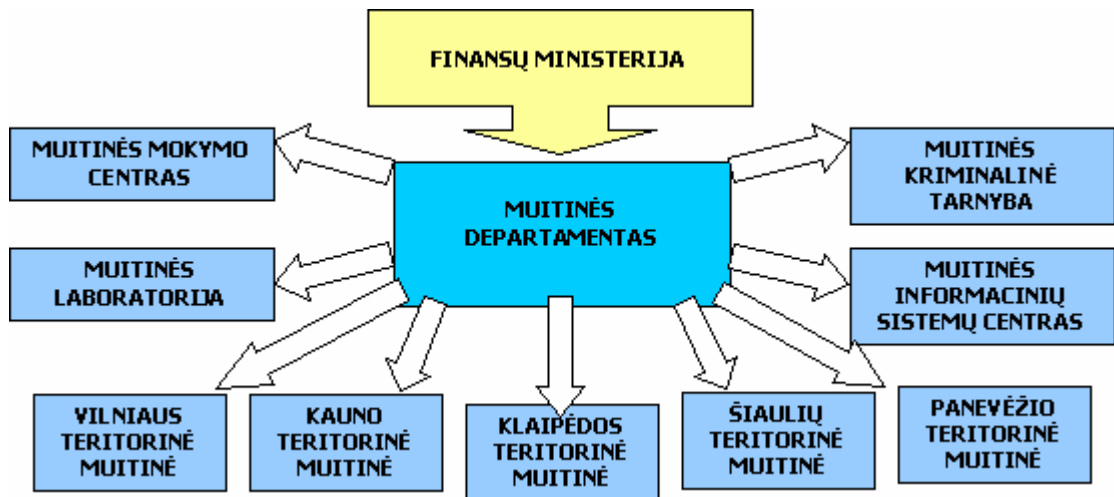 FINANSŲ MINISTERIJA
MUITINĖS MOKYMO
CENTRAS
MUITINĖS
KRIMINALINĖ
TARNYBA
MUITINĖS
DEPARTAMENTAS
MUITINĖS
LABORATORIJA
MUITINĖS
INFORMACINIŲ
SISTEMŲ CENTRAS
VILNIAUS
TERITORINĖ
MUITINĖ
KAUNO
TERITORINĖ
MUITINĖ
KLAIPĖDOS
TERITORINĖ
MUITINĖ
ŠIAULIŲ
TERITORINĖ
MUITINĖ
PANEVĖŽIO
TERITORINĖ
MUITINĖ